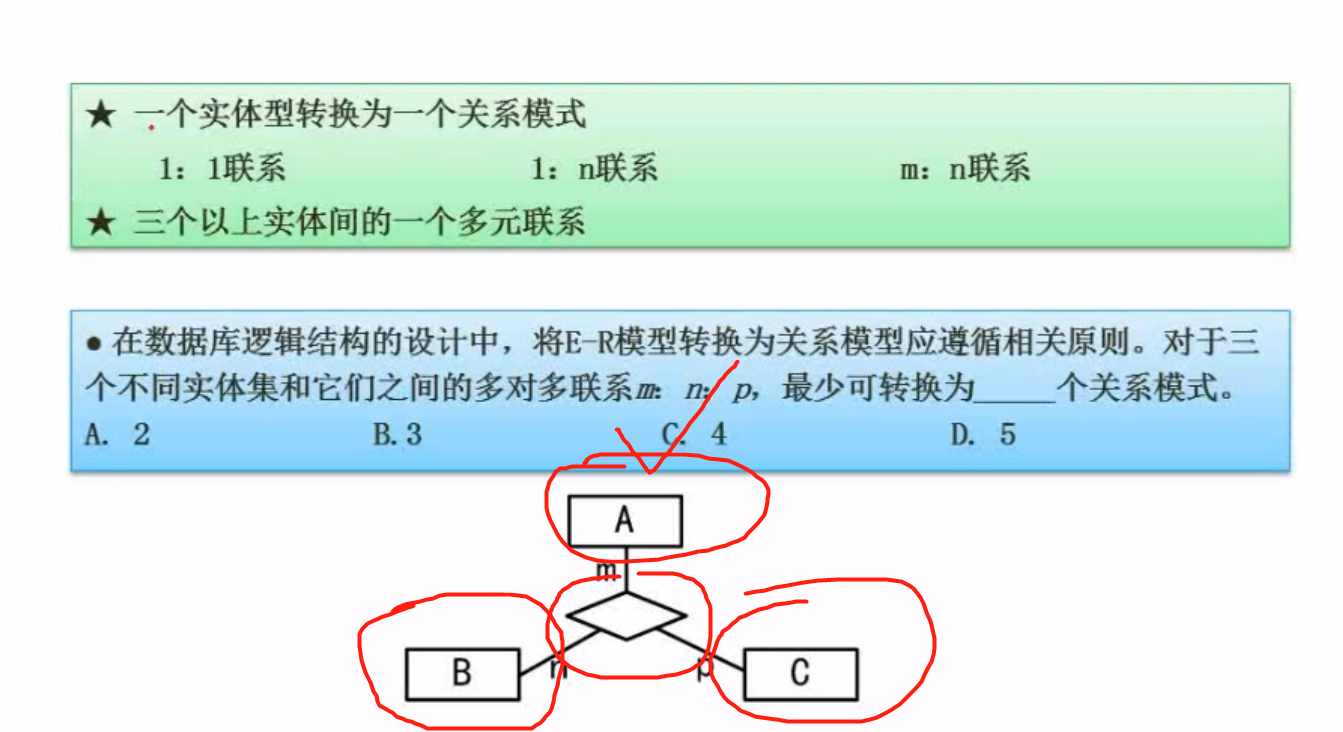 ★ 一个实体型转换为一个关系模式
1：1联系 1：n联系 m：n联系
★ 三个以上实体间的一个多元联系
● 在数据库逻辑结构的设计中，将E-R模型转换为关系模型应遵循相关原则。对于三
个不同实体集和它们之间的多对多联系m：n：p，最少可转换为_____个关系模式。
A. 2 B.3 C. 4 D. 5
A
m
B n p C